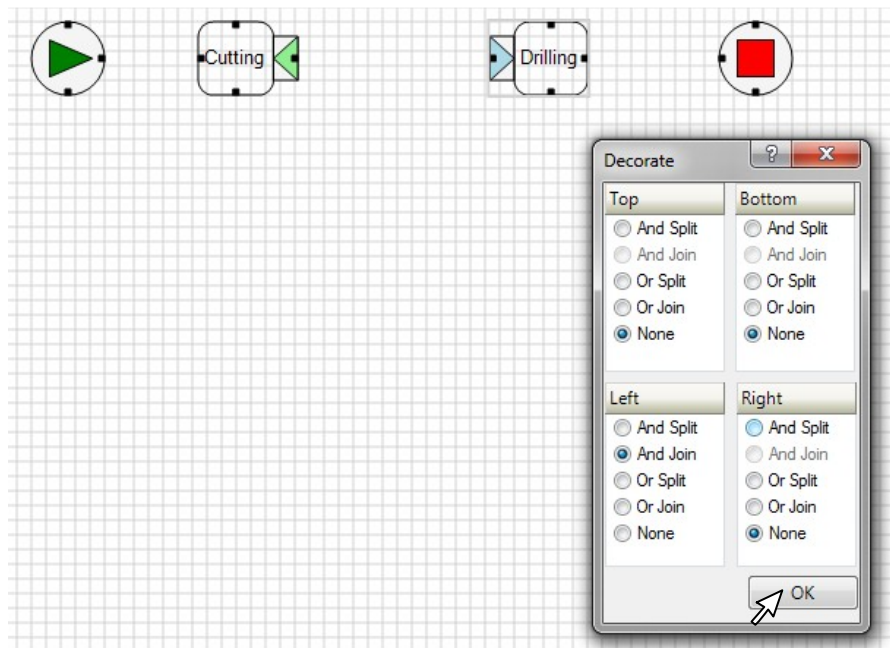 Cutting
Drilling
Decorate
?
X
Top
And Split
And Join
Or Split
Or Join
None
Bottom
And Split
And Join
Or Split
Or Join
None
Left
And Split
And Join
Or Split
Or Join
None
Right
And Split
And Join
Or Split
Or Join
None
OK